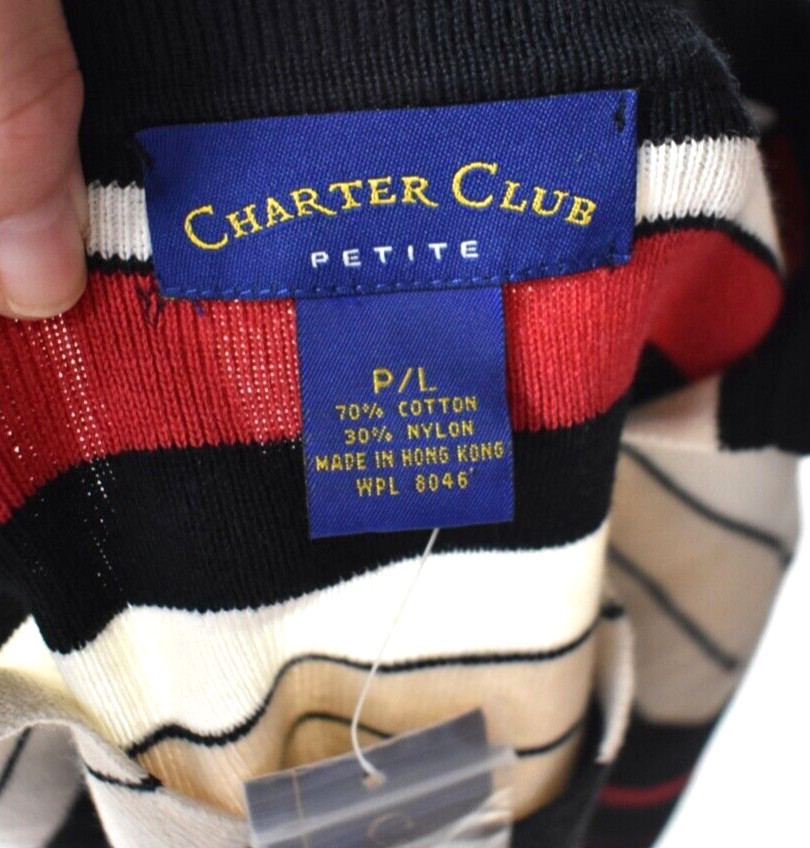 CHARTER CLUB
PETITE
P/L
70% COTTON
30% NYLON
MADE IN HONG KONG
WPL 8046